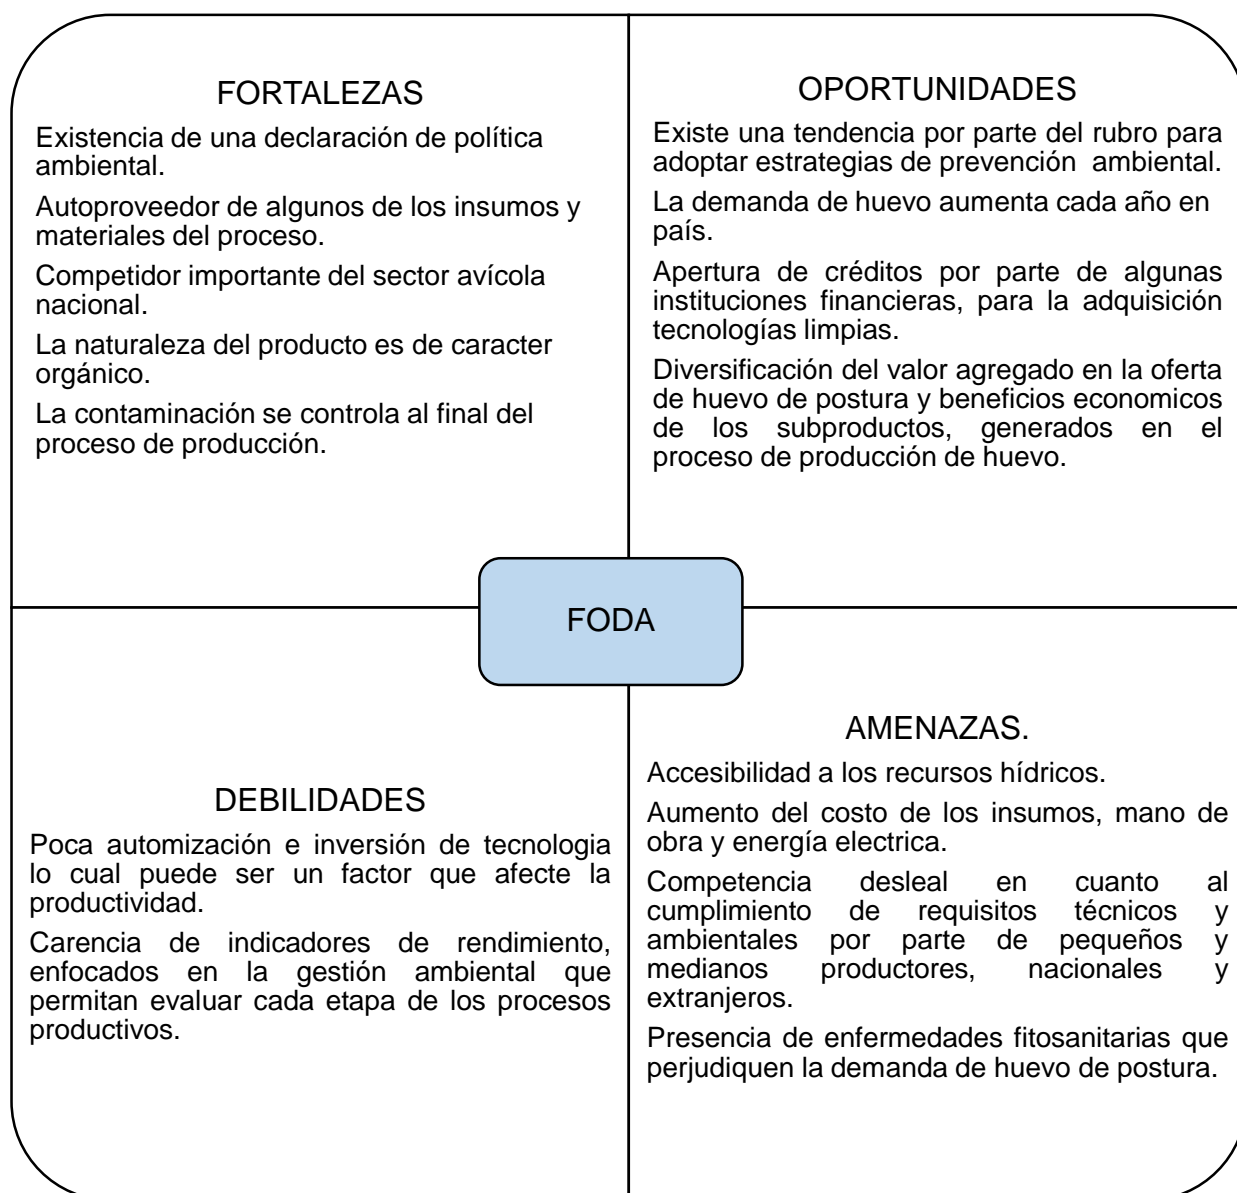 FORTALEZAS
Existencia de una declaración de política
ambiental.
Autoproveedor de algunos de los insumos y
materiales del proceso.
Competidor importante del sector avícola
nacional.
La naturaleza del producto es de caracter
orgánico.
La contaminación se controla al final del
proceso de producción.
OPORTUNIDADES
Existe una tendencia por parte del rubro para
adoptar estrategias de prevención ambiental.
La demanda de huevo aumenta cada año en
país.
Apertura de créditos por parte de algunas
instituciones financieras, para la adquisición
tecnologías limpias.
Diversificación del valor agregado en la oferta
de huevo de postura y beneficios economicos
de los subproductos, generados en el
proceso de producción de huevo.
FODA
DEBILIDADES
Poca automización e inversión de tecnologia
lo cual puede ser un factor que afecte la
productividad.
Carencia de indicadores de rendimiento,
enfocados en la gestión ambiental que
permitan evaluar cada etapa de los procesos
productivos.
AMENAZAS.
Accesibilidad a los recursos hídricos.
Aumento del costo de los insumos, mano de
obra y energía electrica.
Competencia desleal en cuanto al
cumplimiento de requisitos técnicos y
ambientales por parte de pequeños y
medianos productores, nacionales y
extranjeros.
Presencia de enfermedades fitosanitarias que
perjudiquen la demanda de huevo de postura.